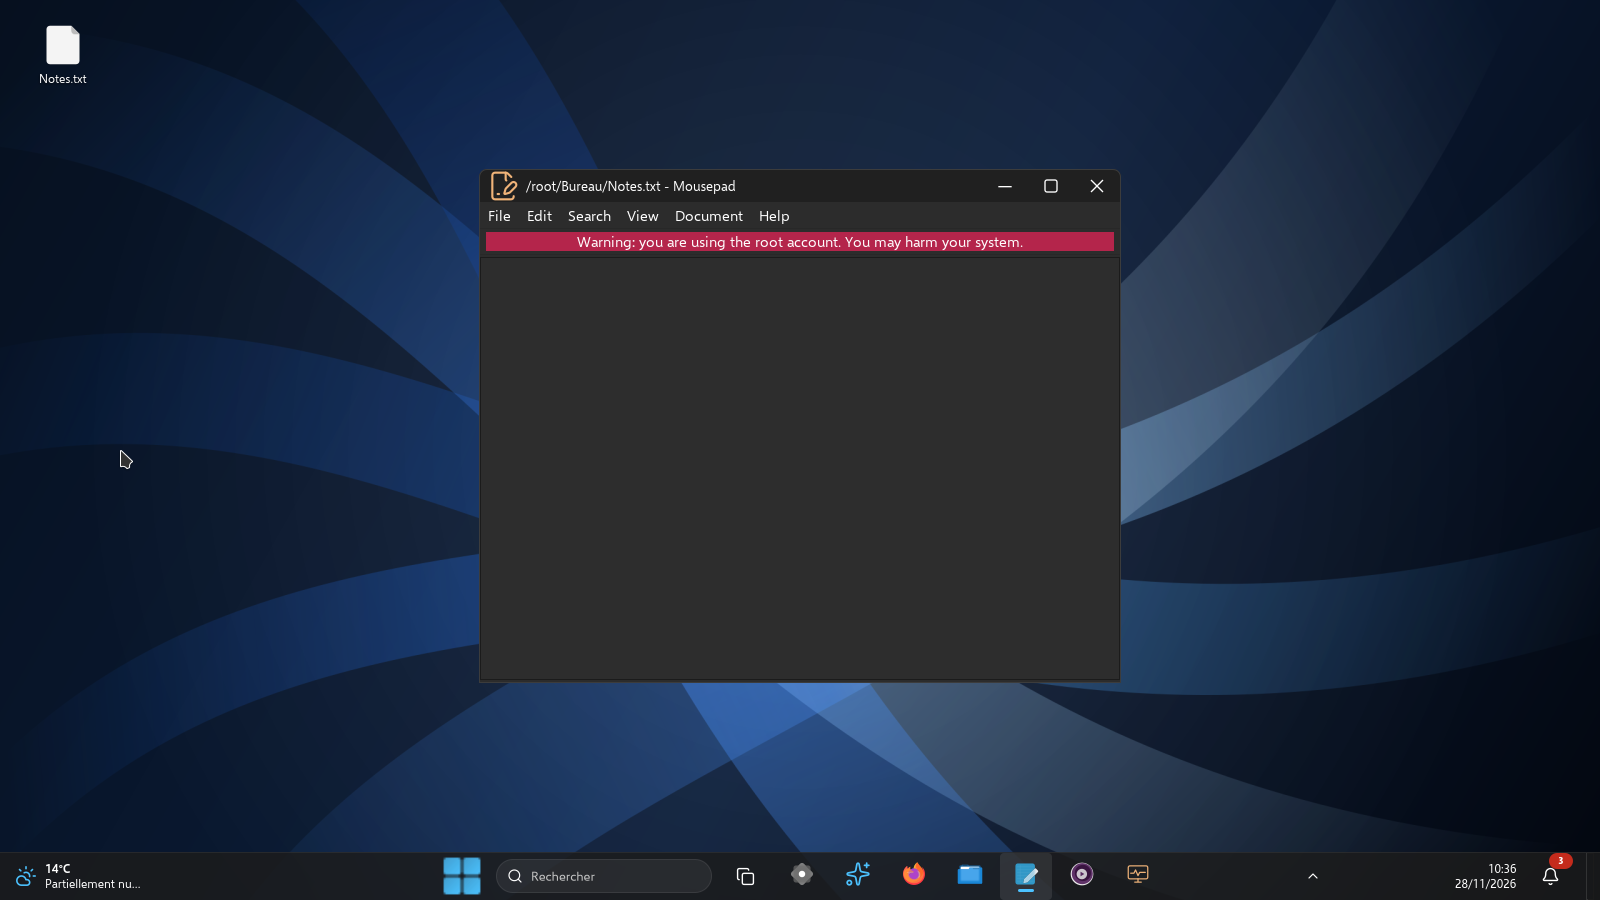 Notes.txt
/root/Bureau/Notes.txt - Mousepad
File Edit Search View Document Help
Warning: you are using the root account. You may harm your system.
14°C
Partiellement nu...
Rechercher
10:36
28/11/2026
3